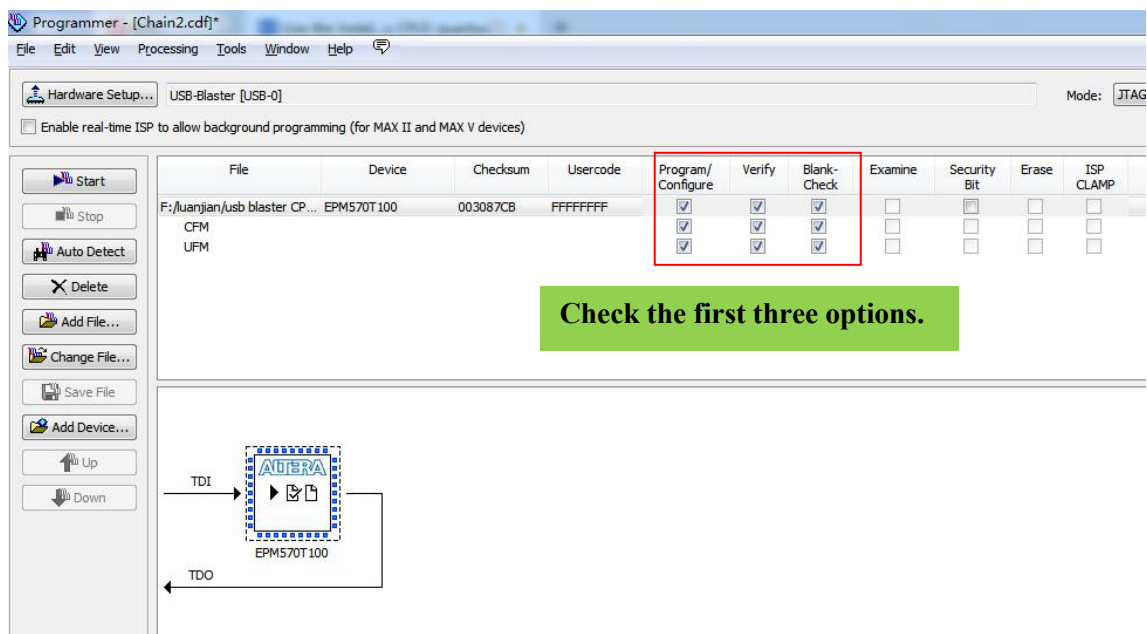 Programmer - [Chain2.cdf]*
File Edit View Processing Tools Window Help
Hardware Setup... USB-Blaster [USB-0] Mode: JTAG
Enable real-time ISP to allow background programming (for MAX II and MAX V devices)
Start
Stop
Auto Detect
Delete
Add File...
Change File...
Save File
Add Device...
Up
Down
File Device Checksum Usercode Program/ Verify Blank- Examine Security Erase ISP
Configure Check Bit CLAMP
F:/luanjian/usb blaster CP... EPM570T100 003087CB FFFFFFFF
CFM
UFM
Check the first three options.
TDI
ALTERA
EPM570T100
TDO